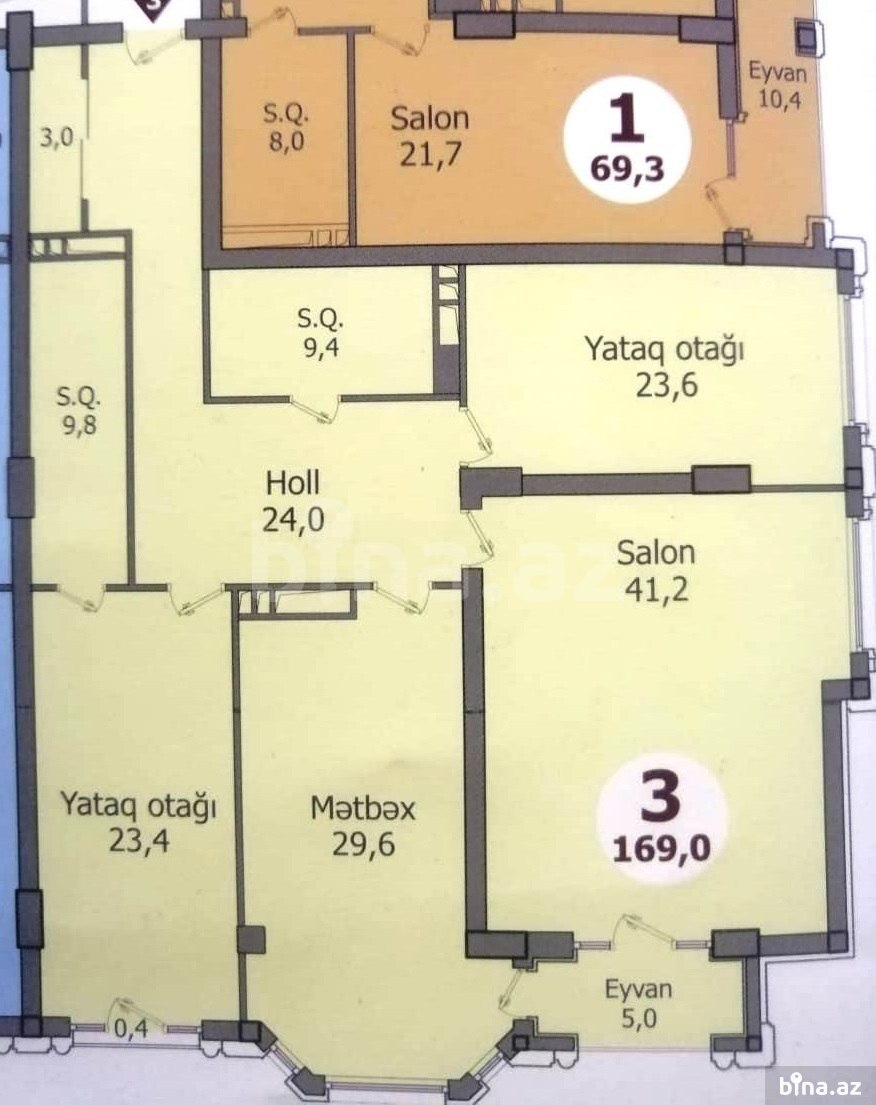 3
Eyvan
10,4
S.Q.
8,0
Salon
21,7
1
69,3
3,0
S.Q.
9,4
Yataq otağı
23,6
S.Q.
9,8
Holl
24,0
bina.az
Salon
41,2
Yataq otağı
23,4
Mətbəx
29,6
3
169,0
Eyvan
5,0
0,4
bina.az